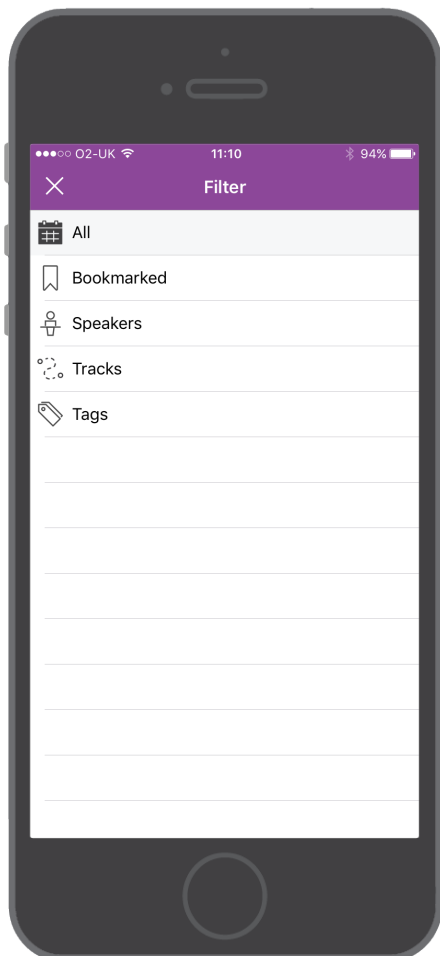 O2-UK 11:10 94%
Filter
All
Bookmarked
Speakers
Tracks
Tags